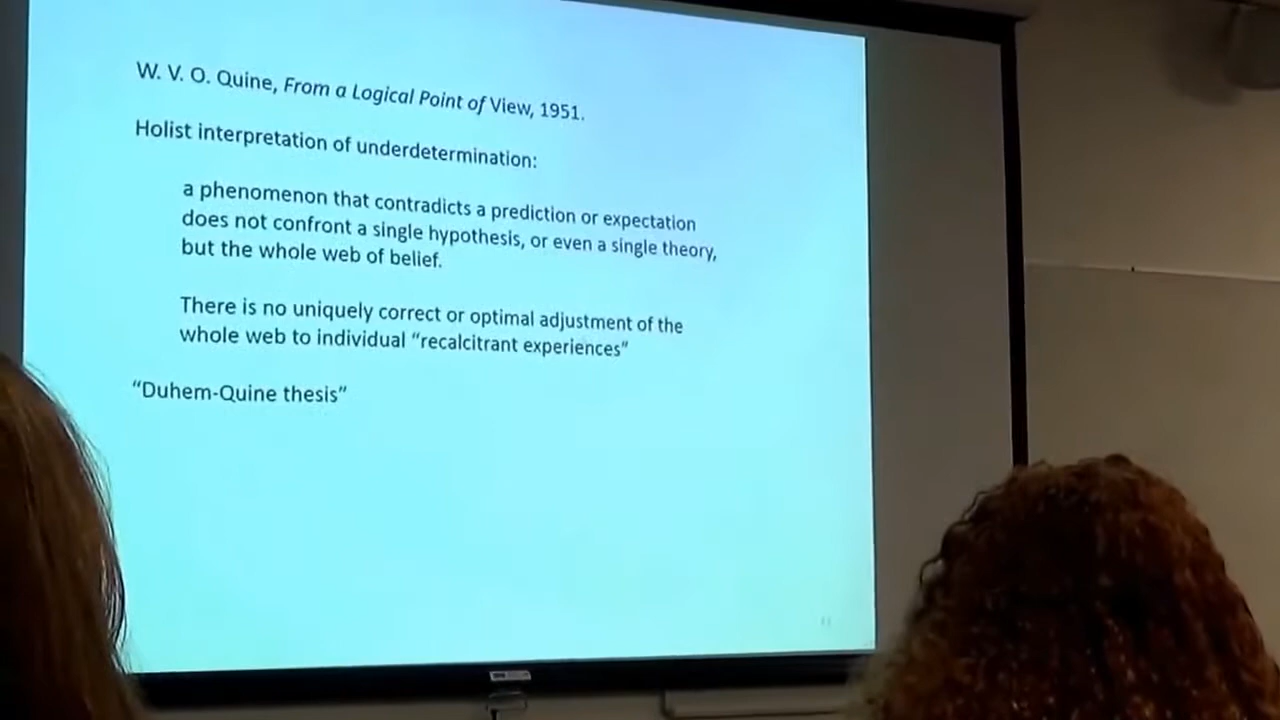 W. V. O. Quine, From a Logical Point of View, 1951.
Holist interpretation of underdetermination:
a phenomenon that contradicts a prediction or expectation
does not confront a single hypothesis, or even a single theory,
but the whole web of belief.
There is no uniquely correct or optimal adjustment of the
whole web to individual “recalcitrant experiences”
“Duhem-Quine thesis”